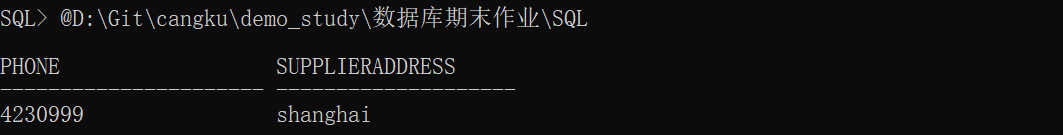 SQL> @D:\Git\cangku\demo_study\数据库期末作业\SQL
PHONE SUPPLIERADDRESS
---------------------- --------------------
4230999 shanghai